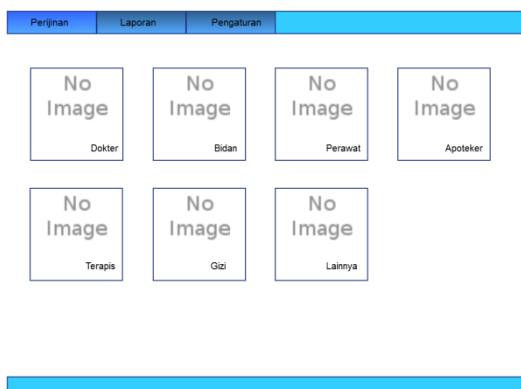 Perijinan Laporan Pengaturan
No Image
Dokter
No Image
Bidan
No Image
Perawat
No Image
Apoteker
No Image
Terapis
No Image
Gizi
No Image
Lainnya